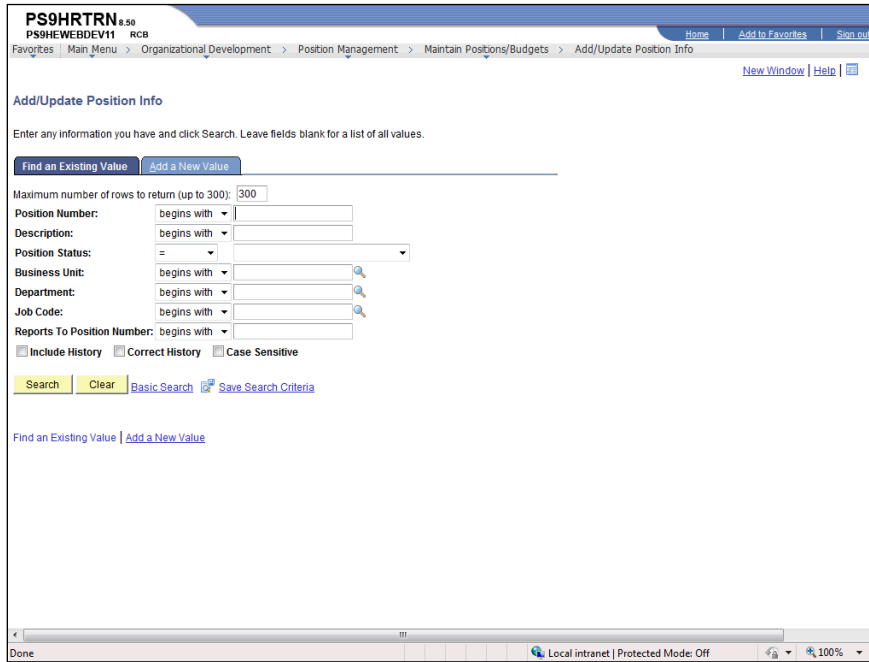 PS9HRTRN 8.50
PS9HEWEBDEV11 RCB
Home | Add to Favorites | Sign out
Favorites Main Menu > Organizational Development > Position Management > Maintain Positions/Budgets > Add/Update Position Info
New Window | Help |
Add/Update Position Info
Enter any information you have and click Search. Leave fields blank for a list of all values.
Find an Existing Value Add a New Value
Maximum number of rows to return (up to 300): 300
Position Number: begins with
Description: begins with
Position Status: =
Business Unit: begins with
Department: begins with
Job Code: begins with
Reports To Position Number: begins with
Include History Correct History Case Sensitive
Search Clear Basic Search Save Search Criteria
Find an Existing Value | Add a New Value
Done Local intranet | Protected Mode: Off 100%